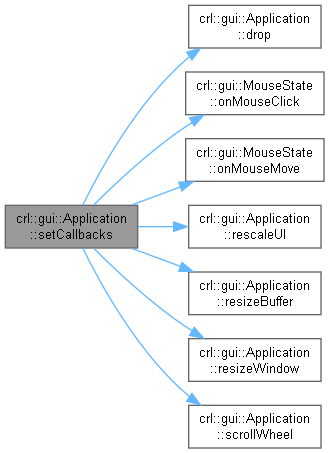 crl::gui::Application
::drop
crl::gui::MouseState
::onMouseClick
crl::gui::MouseState
::onMouseMove
crl::gui::Application
::setCallbacks
crl::gui::Application
::rescaleUI
crl::gui::Application
::resizeBuffer
crl::gui::Application
::resizeWindow
crl::gui::Application
::scrollWheel